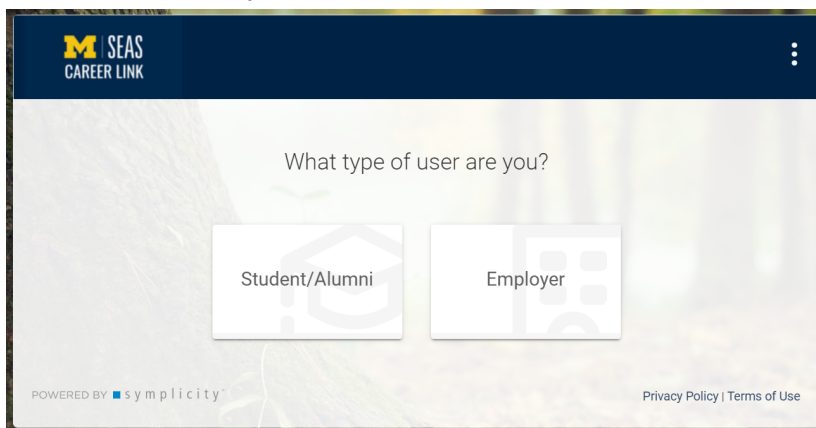 M | SEAS
CAREER LINK
What type of user are you?
Student/Alumni
Employer
POWERED BY symplicity
Privacy Policy | Terms of Use